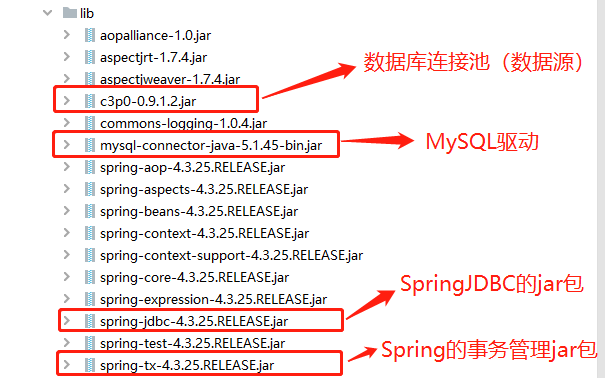 lib
aopalliance-1.0.jar
aspectjrt-1.7.4.jar
aspectjweaver-1.7.4.jar
c3p0-0.9.1.2.jar
数据库连接池（数据源）
commons-logging-1.0.4.jar
mysql-connector-java-5.1.45-bin.jar
MySQL驱动
spring-aop-4.3.25.RELEASE.jar
spring-aspects-4.3.25.RELEASE.jar
spring-beans-4.3.25.RELEASE.jar
spring-context-4.3.25.RELEASE.jar
spring-context-support-4.3.25.RELEASE.jar
spring-core-4.3.25.RELEASE.jar
spring-expression-4.3.25.RELEASE.jar
SpringJDBC的jar包
spring-jdbc-4.3.25.RELEASE.jar
spring-test-4.3.25.RELEASE.jar
Spring的事务管理jar包
spring-tx-4.3.25.RELEASE.jar